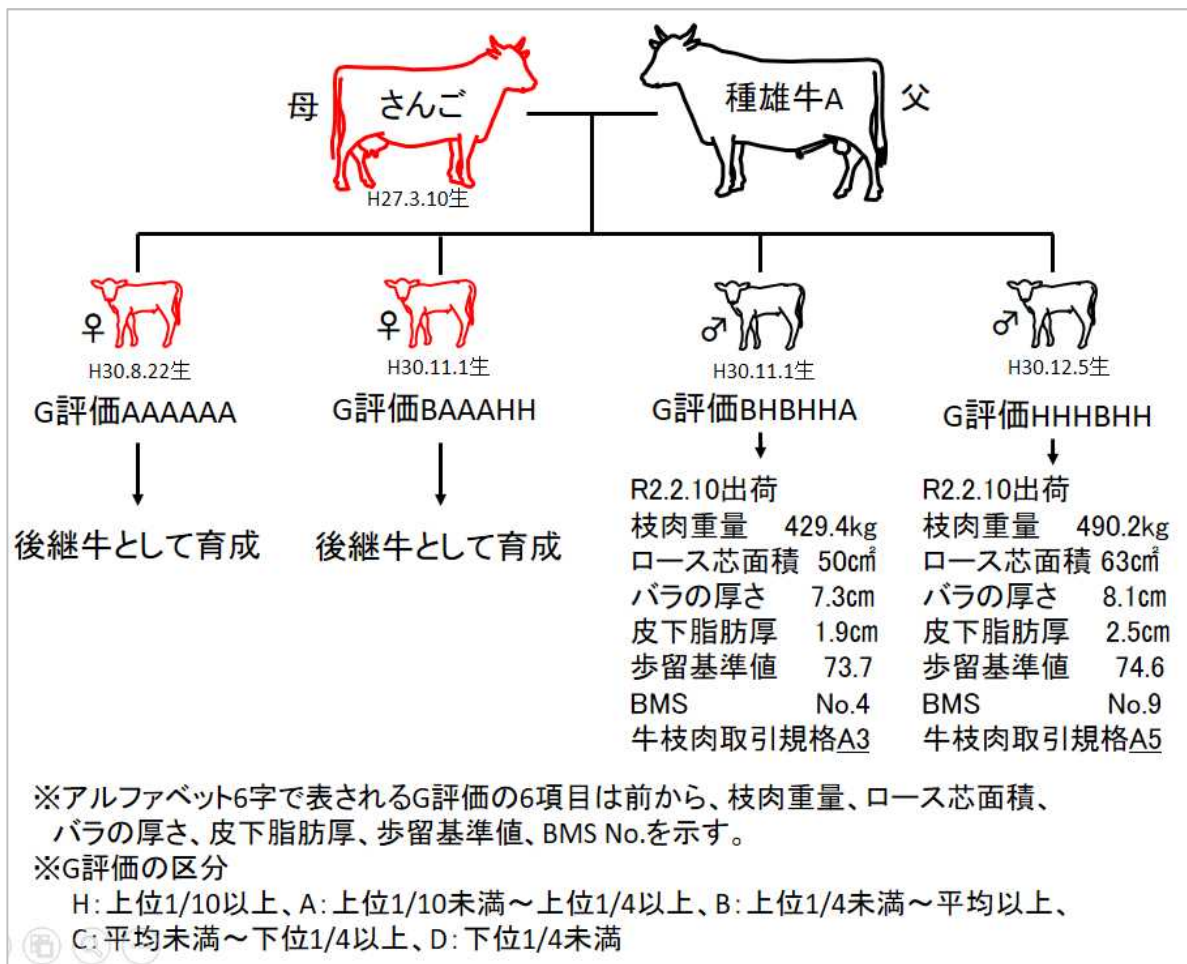 母
さんご
種雄牛A
父
H27.3.10生
♀
♀
♂
♂
H30.8.22生
H30.11.1生
H30.11.1生
H30.12.5生
G評価AAAAAA
G評価BAAAHH
G評価BHBHHA
G評価HHHBHH
後継牛として育成
後継牛として育成
R2.2.10出荷
枝肉重量 429.4kg
ロース芯面積 50㎠
バラの厚さ 7.3㎝
皮下脂肪厚 1.9㎝
歩留基準値 73.7
BMS No.4
牛枝肉取引規格A3
R2.2.10出荷
枝肉重量 490.2kg
ロース芯面積 63㎠
バラの厚さ 8.1㎝
皮下脂肪厚 2.5㎝
歩留基準値 74.6
BMS No.9
牛枝肉取引規格A5
※アルファベット6字で表されるG評価の6項目は前から、枝肉重量、ロース芯面積、
バラの厚さ、皮下脂肪厚、歩留基準値、BMS No.を示す。
※G評価の区分
H:上位1/10以上、A:上位1/10未満～上位1/4以上、B:上位1/4未満～平均以上、
C:平均未満～下位1/4以上、D:下位1/4未満